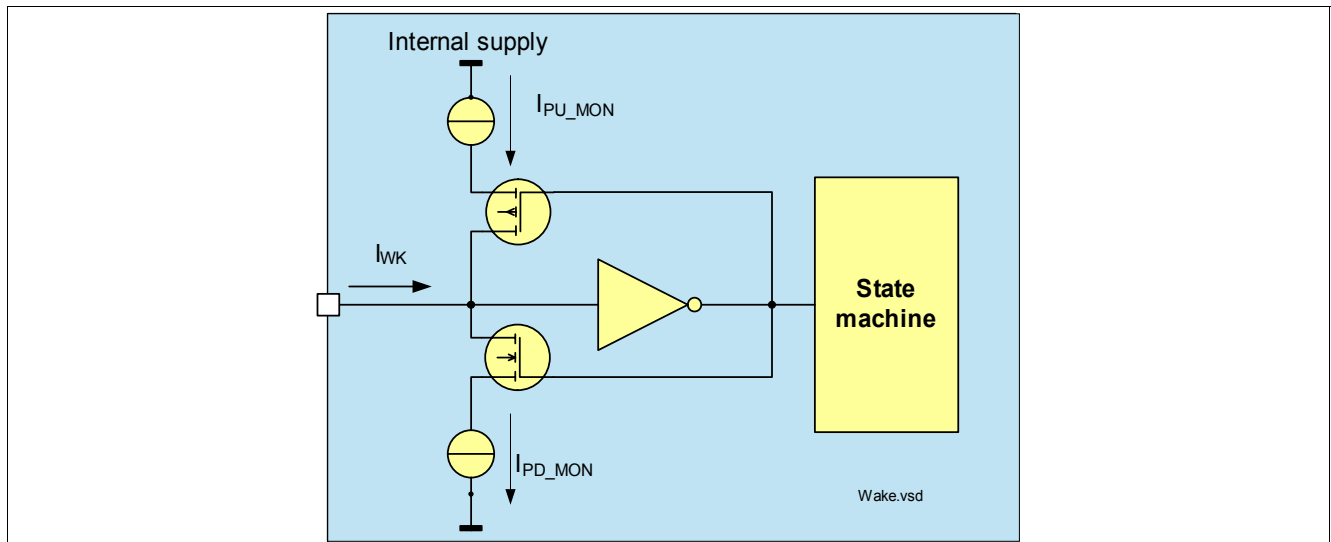 Internal supply
I_PU_MON
I_WK
State
machine
I_PD_MON
Wake.vsd